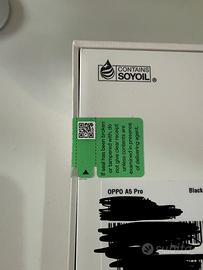 CONTAINS
SOYOIL®
If seal has been broken
or tampered with, do
not give clear receipt
unless contents are
examined in presence
of delivering agent.
OPPO A5 Pro
Black
subito